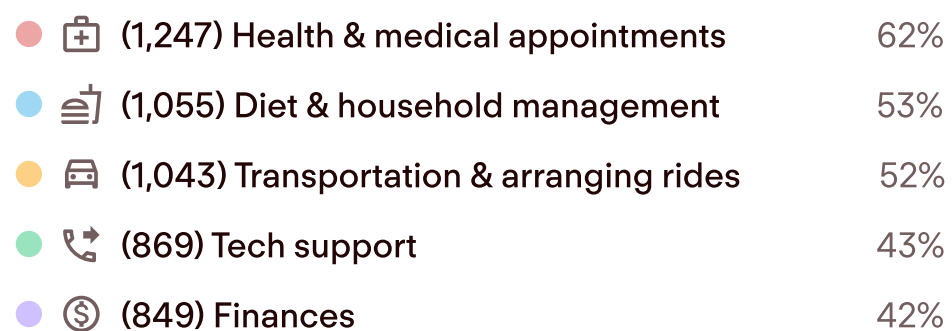 (1,247) Health & medical appointments 62%
(1,055) Diet & household management 53%
(1,043) Transportation & arranging rides 52%
(869) Tech support 43%
(849) Finances 42%